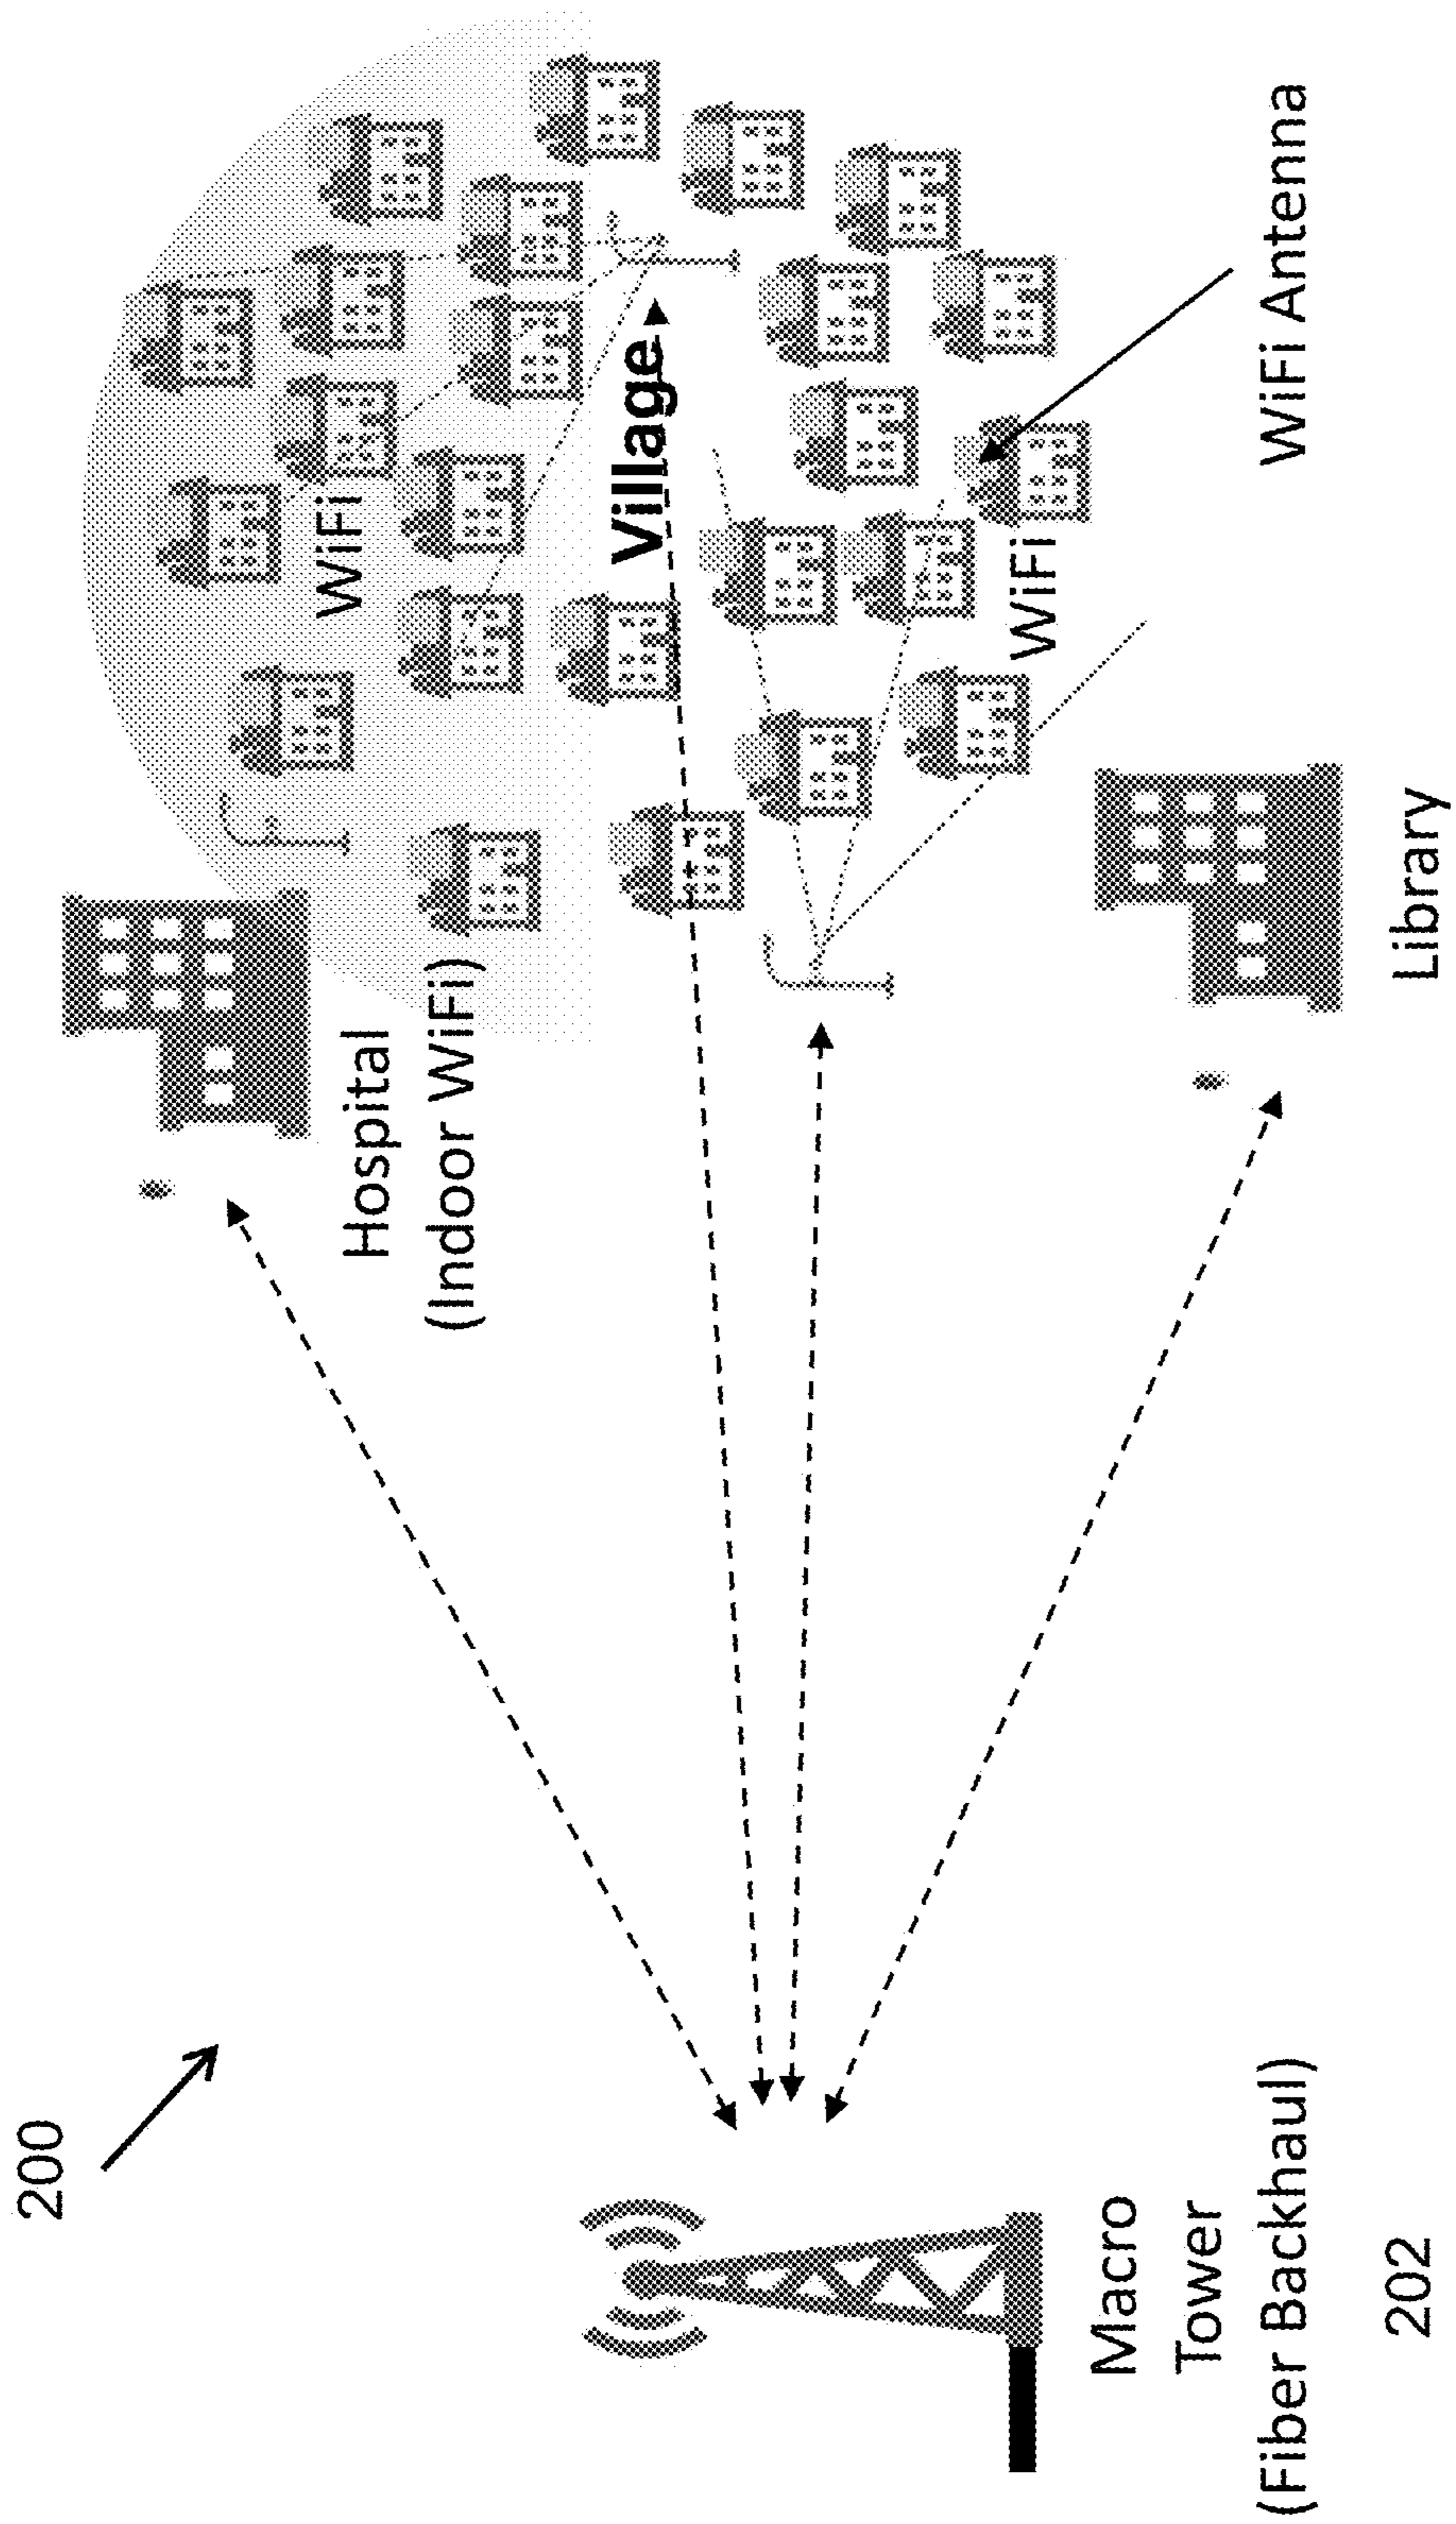 200
Hospital
(Indoor WiFi)
WiFi
Village
WiFi
WiFi Antenna
Library
Macro
Tower
(Fiber Backhaul)
202